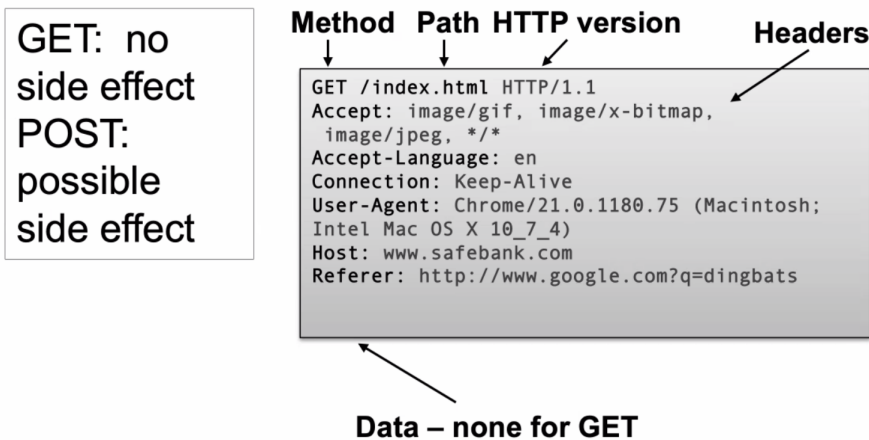 GET: no
side effect
POST:
possible
side effect
Method Path HTTP version
Headers
GET /index.html HTTP/1.1
Accept: image/gif, image/x-bitmap,
image/jpeg, */*
Accept-Language: en
Connection: Keep-Alive
User-Agent: Chrome/21.0.1180.75 (Macintosh;
Intel Mac OS X 10_7_4)
Host: www.safebank.com
Referer: http://www.google.com?q=dingbats
Data – none for GET